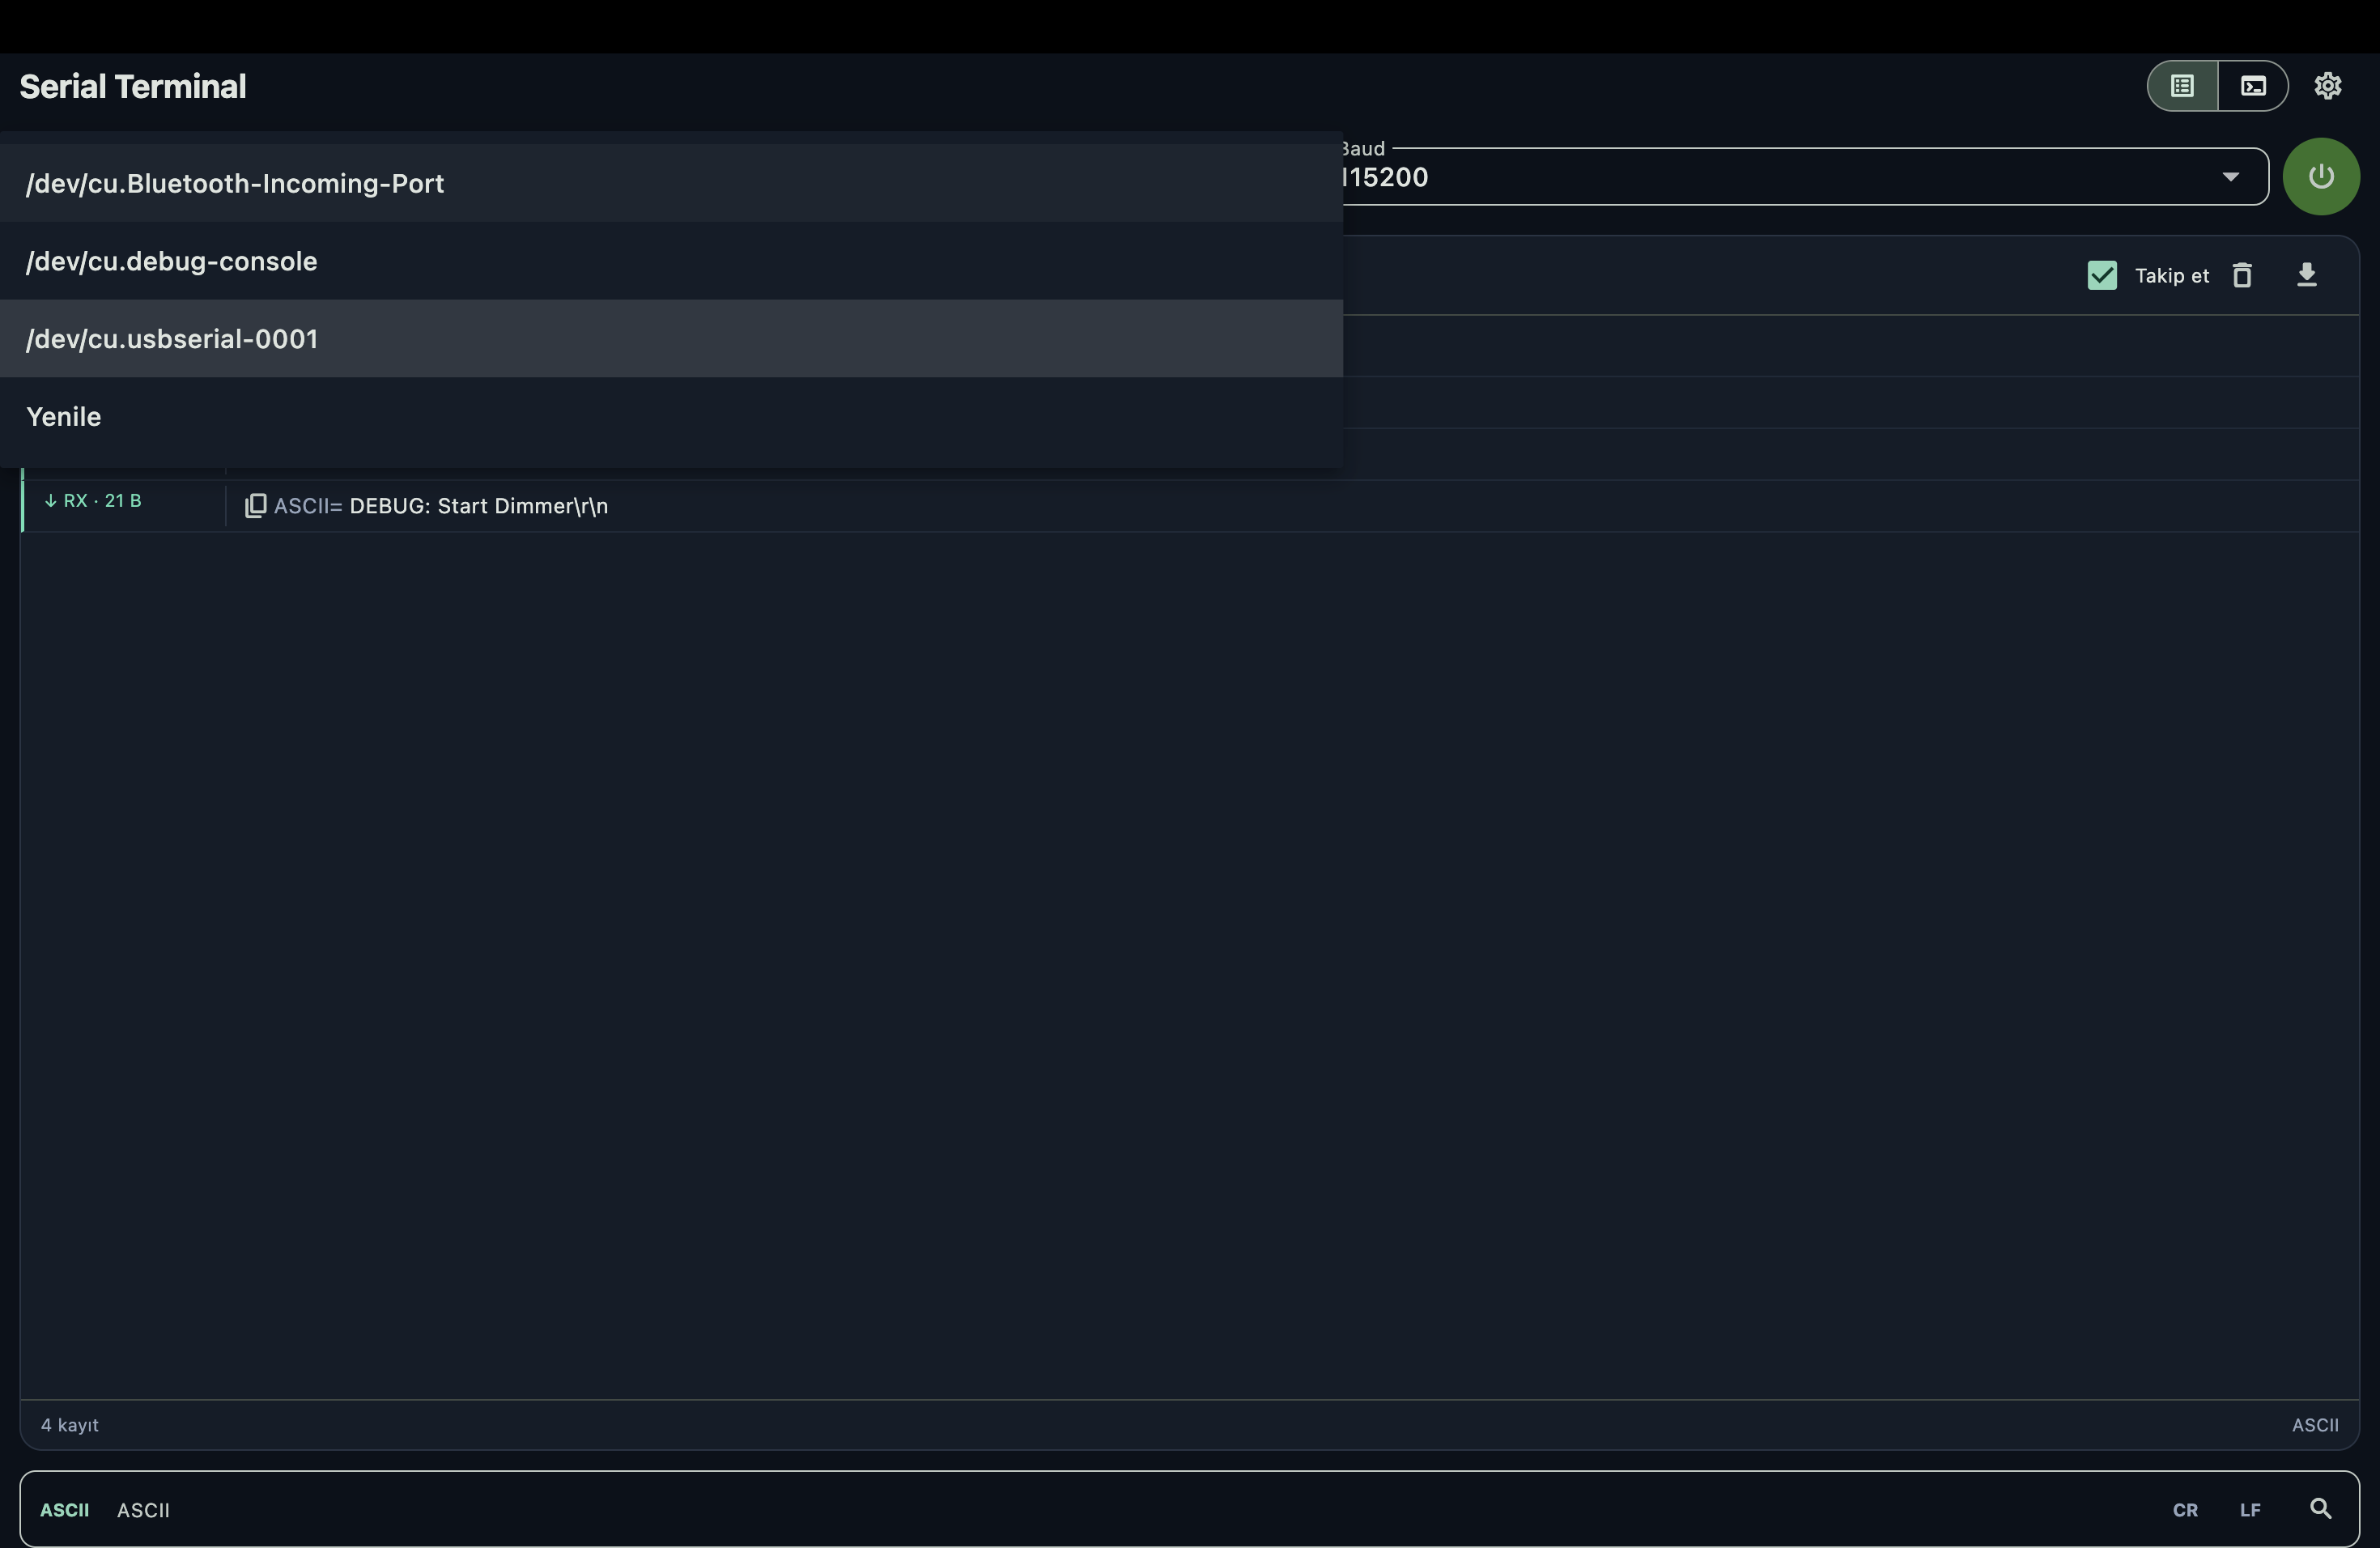 Serial Terminal
/dev/cu.Bluetooth-Incoming-Port
/dev/cu.debug-console
/dev/cu.usbserial-0001
Yenile
Baud
115200
Takip et
↓ RX · 21 B
ASCII= DEBUG: Start Dimmer\r\n
4 kayıt
ASCII
ASCII ASCII
CR LF